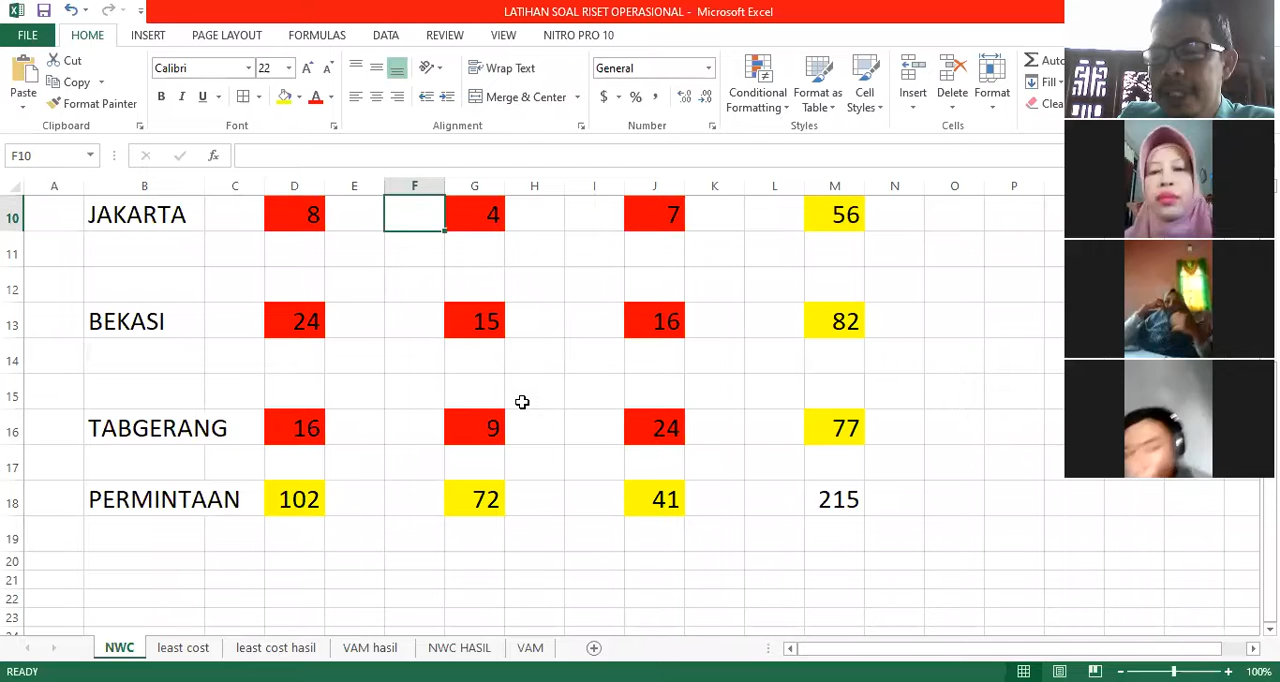 LATIHAN SOAL RISET OPERASIONAL - Microsoft Excel
FILE HOME INSERT PAGE LAYOUT FORMULAS DATA REVIEW VIEW NITRO PRO 10
Paste
Cut
Copy
Format Painter
Clipboard
Calibri 22
B I U
Font
Wrap Text
Merge & Center
Alignment
General
$ %
Number
Conditional Formatting
Format as Table
Cell Styles
Styles
Insert Delete Format
Cells
Auto
Fill
Clea
F10 fx
A B C D E F G H I J K L M N O P
10 JAKARTA 8 4 7 56
11
12
13 BEKASI 24 15 16 82
14
15
16 TABGERANG 16 9 24 77
17
18 PERMINTAAN 102 72 41 215
19
20
21
22
23
NWC least cost least cost hasil VAM hasil NWC HASIL VAM
READY 100%